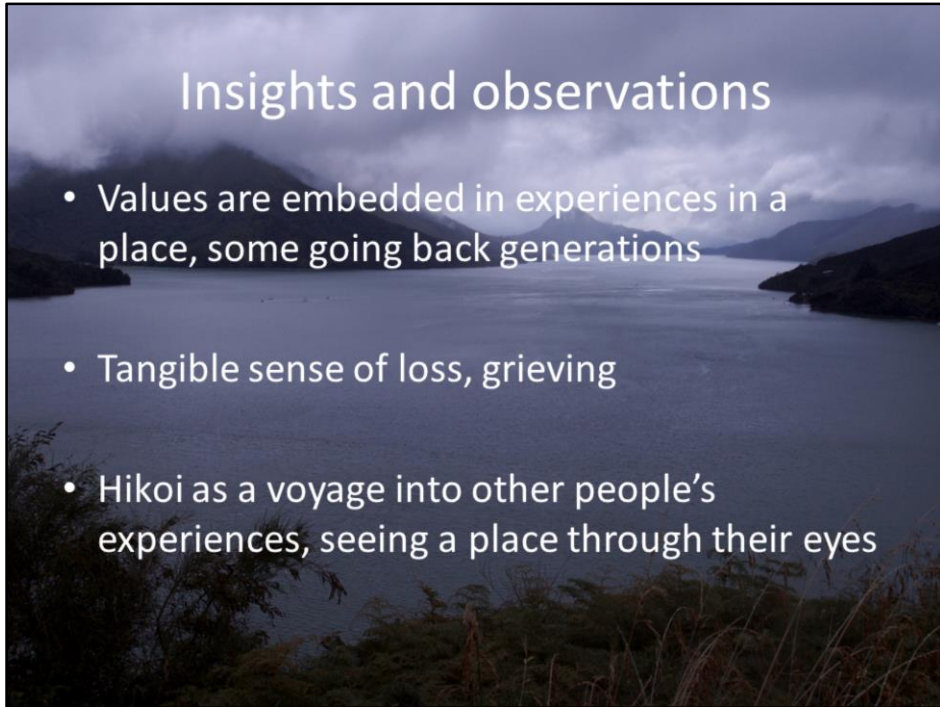 Insights and observations
• Values are embedded in experiences in a
place, some going back generations
• Tangible sense of loss, grieving
• Hikoi as a voyage into other people’s
experiences, seeing a place through their eyes